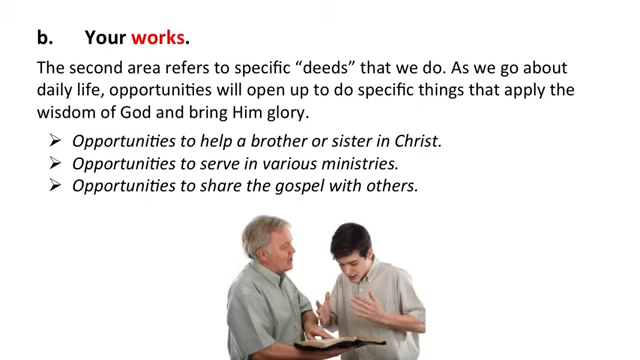 b. Your works.
The second area refers to specific “deeds” that we do. As we go about
daily life, opportunities will open up to do specific things that apply the
wisdom of God and bring Him glory.
➢ Opportunities to help a brother or sister in Christ.
➢ Opportunities to serve in various ministries.
➢ Opportunities to share the gospel with others.